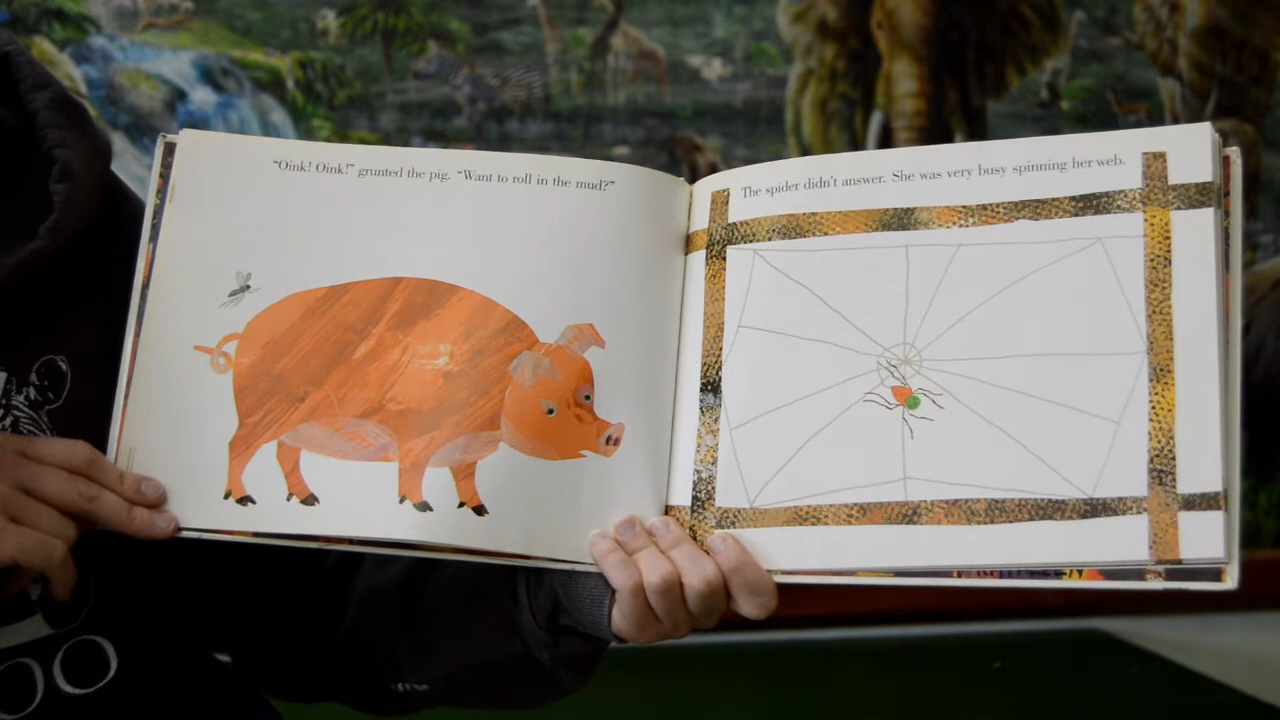 “Oink! Oink!” grunted the pig. “Want to roll in the mud?”
The spider didn’t answer. She was very busy spinning her web.